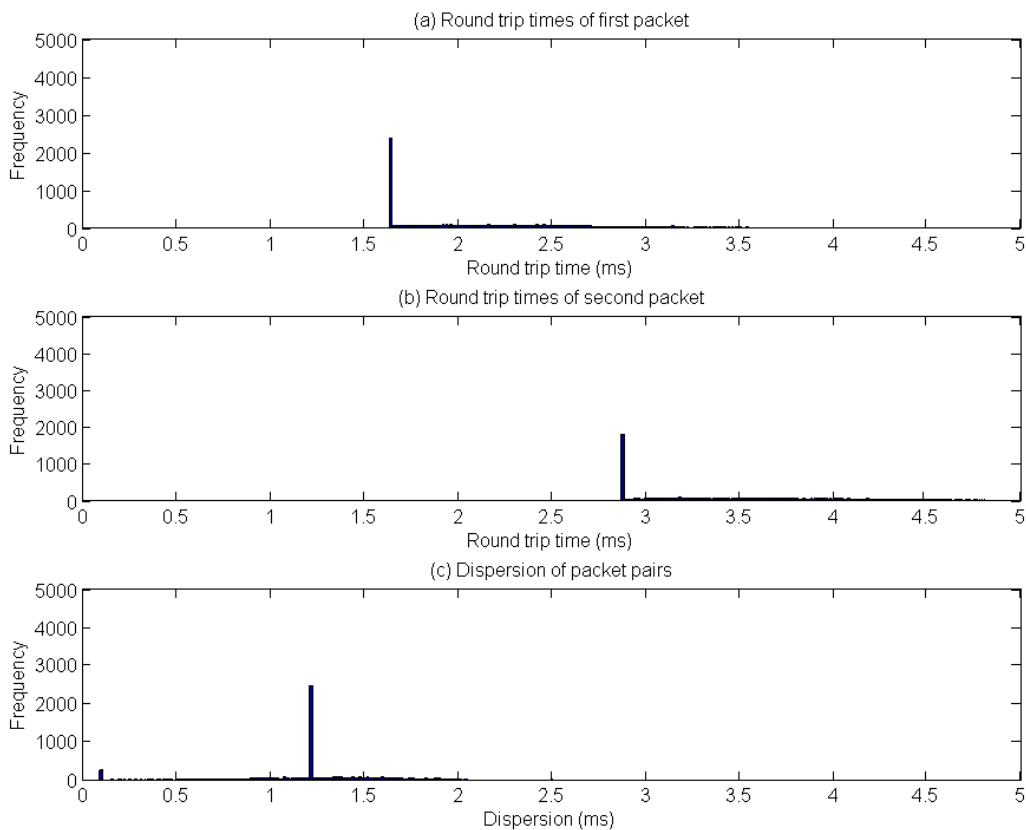 (a) Round trip times of first packet
5000
4000
3000
2000
1000
0
Frequency
0 0.5 1 1.5 2 2.5 3 3.5 4 4.5 5
Round trip time (ms)
(b) Round trip times of second packet
5000
4000
3000
2000
1000
0
Frequency
0 0.5 1 1.5 2 2.5 3 3.5 4 4.5 5
Round trip time (ms)
(c) Dispersion of packet pairs
5000
4000
3000
2000
1000
0
Frequency
0 0.5 1 1.5 2 2.5 3 3.5 4 4.5 5
Dispersion (ms)